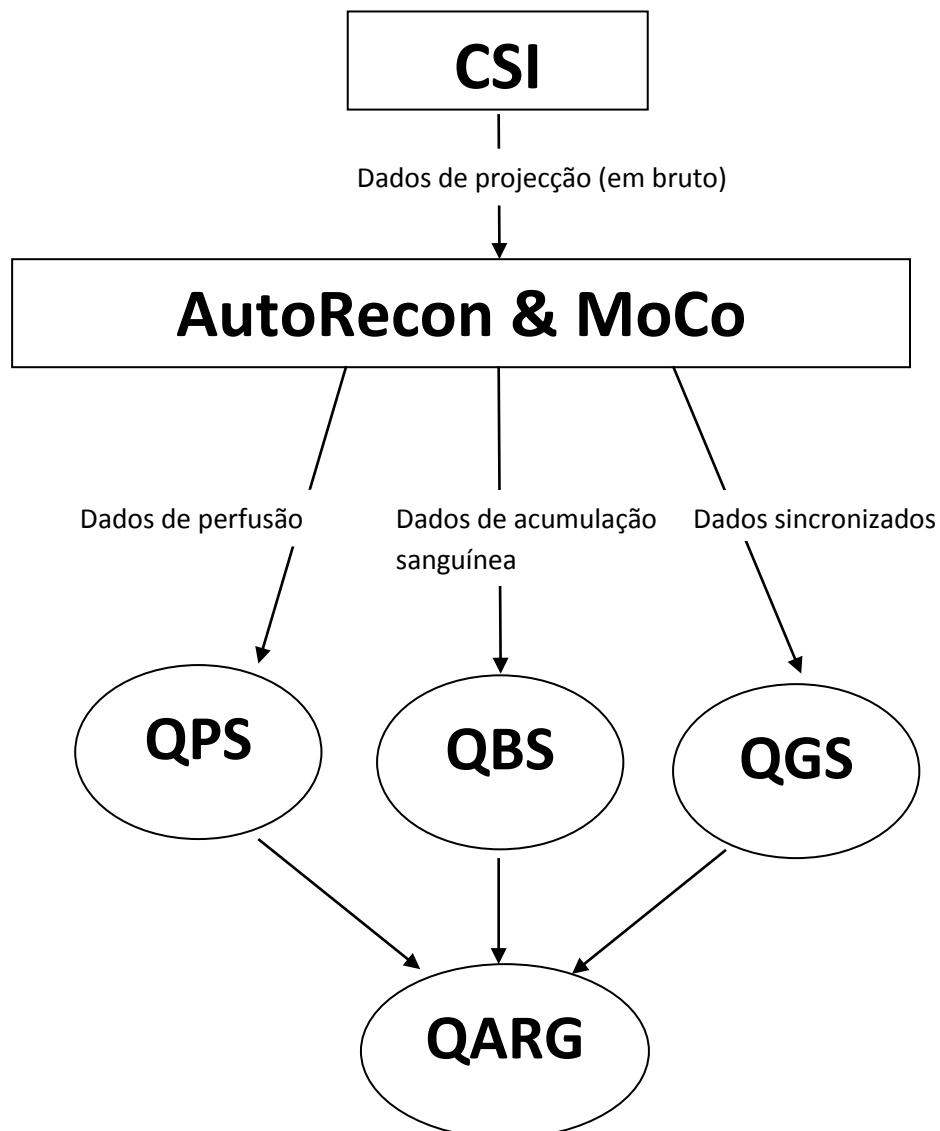 CSI
Dados de projecção (em bruto)
AutoRecon & MoCo
Dados de perfusão
Dados de acumulação
sanguínea
Dados sincronizados
QPS
QBS
QGS
QARG